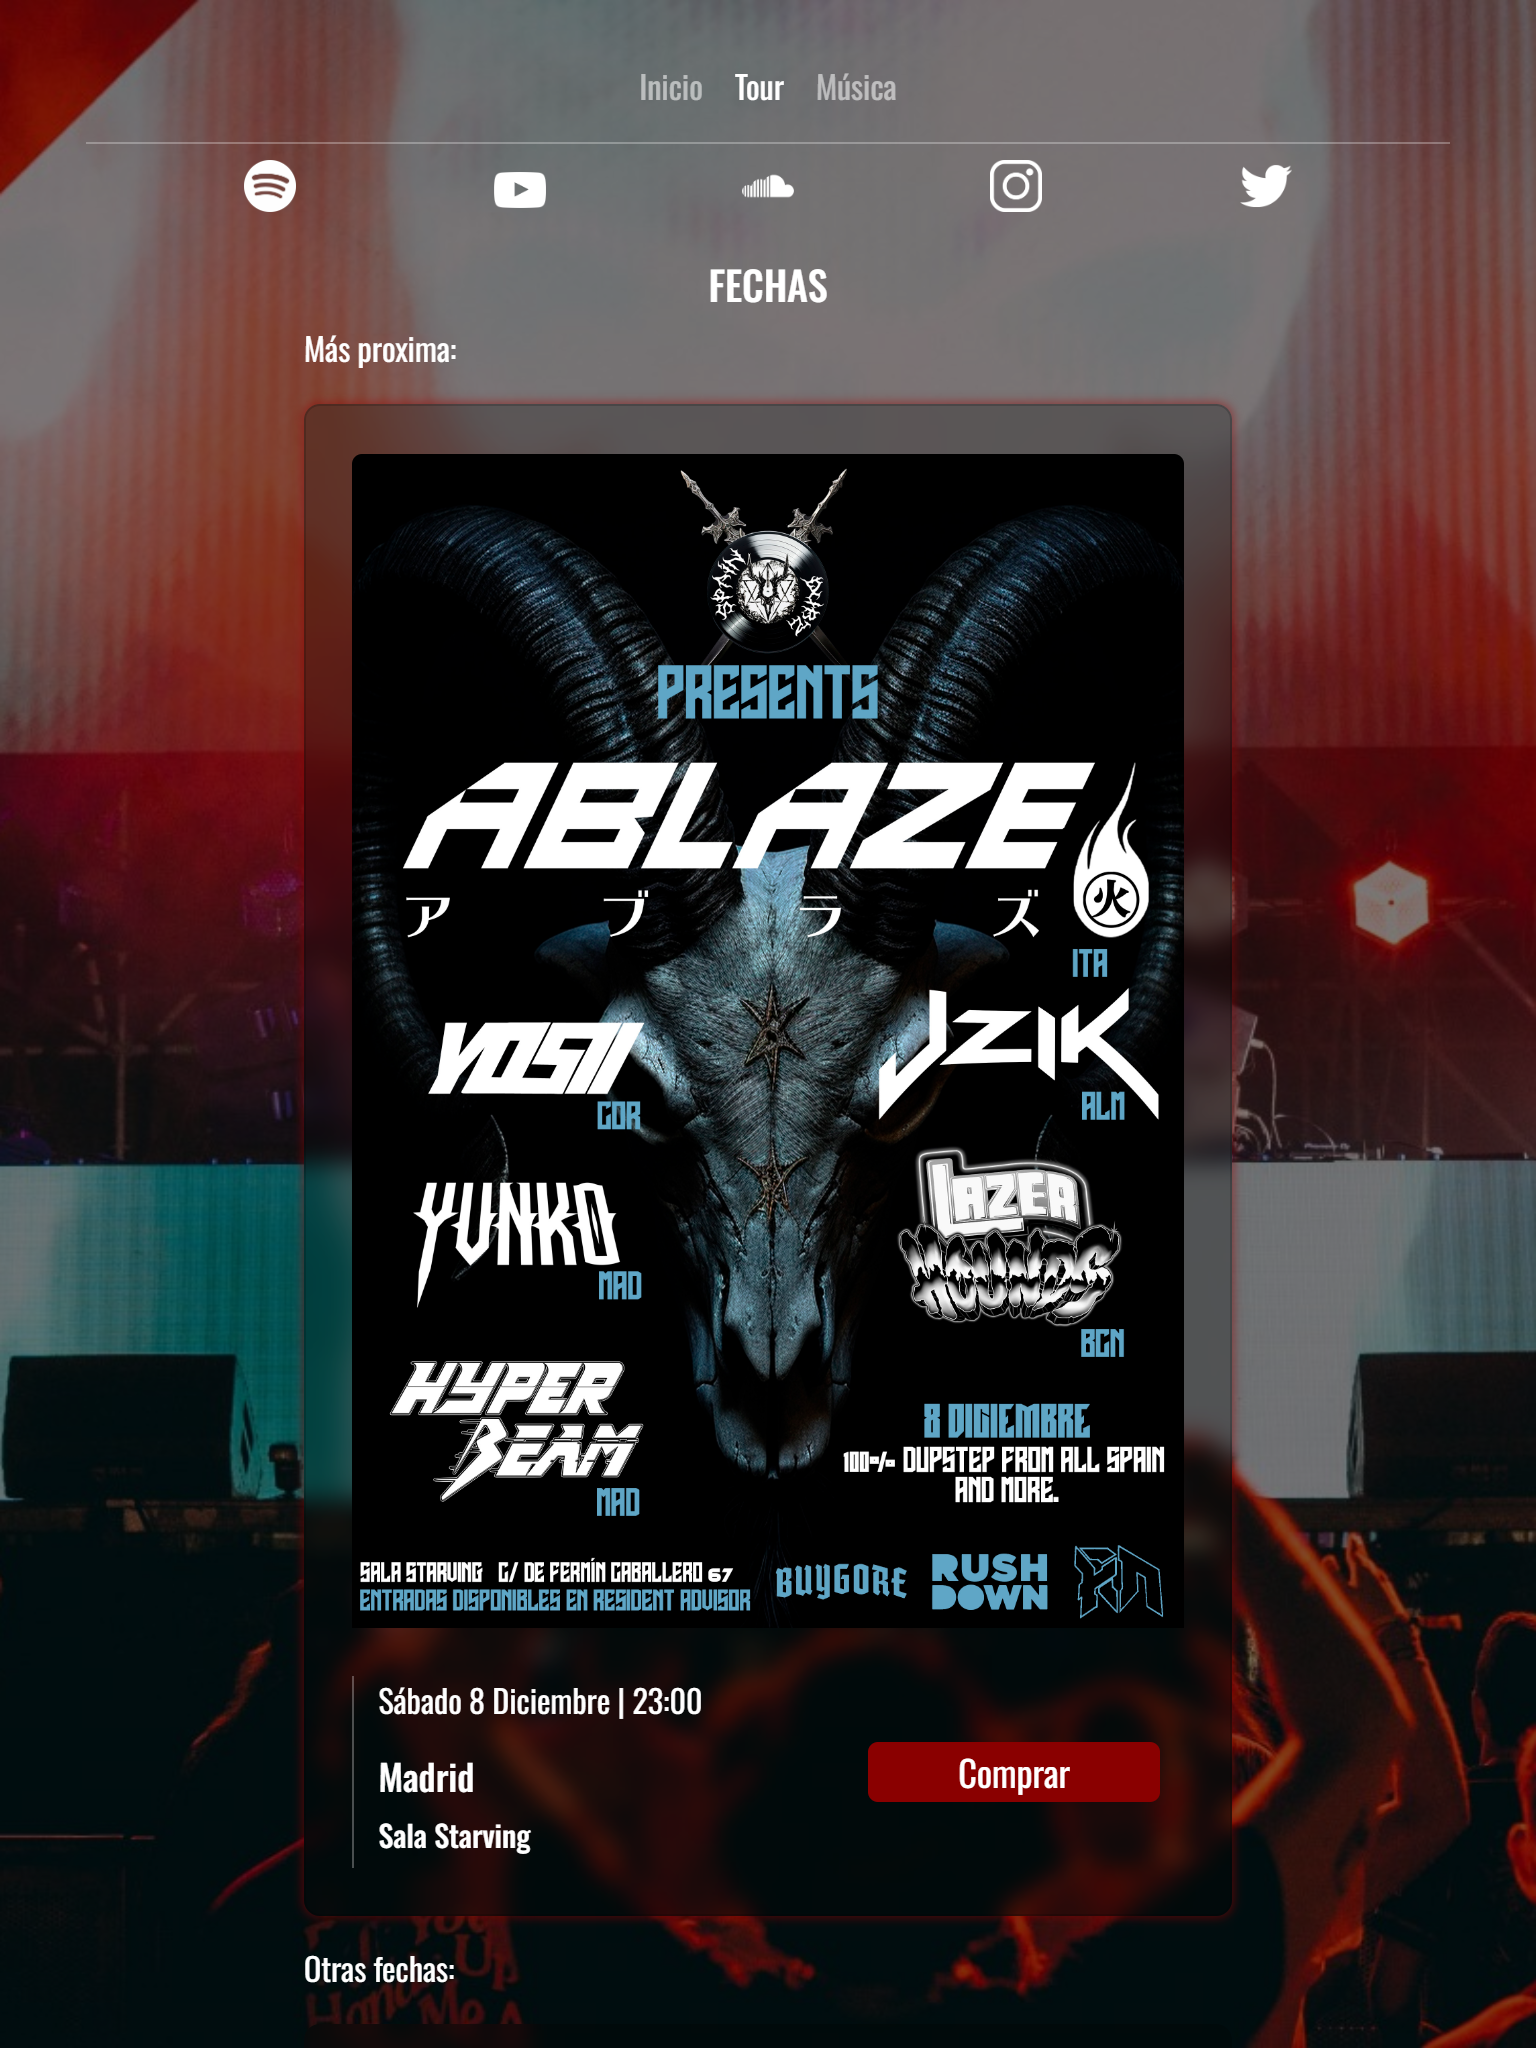 Inicio Tour Música
FECHAS
Más proxima:
PRESENTS
ABLAZE
アブラズ
火
ITA
YOSII
COR
JZIK
ALM
YUNKO
MAD
LAZER
HOUNDS
BCN
HYPER
BEAM
MAD
8 DICIEMBRE
100% DUPSTEP FROM ALL SPAIN
AND MORE.
SALA STARVING C/ DE FERMÍN CABALLERO 67
ENTRADAS DISPONIBLES EN RESIDENT ADVISOR
BUYGORE
RUSH
DOWN
Sábado 8 Diciembre | 23:00
Madrid
Comprar
Sala Starving
Otras fechas: